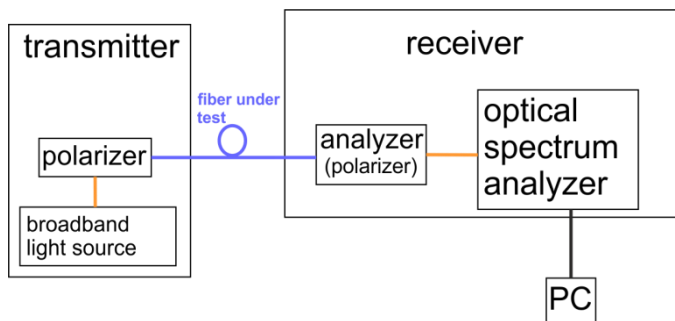 transmitter
receiver
fiber under
test
polarizer
analyzer
(polarizer)
optical
spectrum
analyzer
broadband
light source
PC